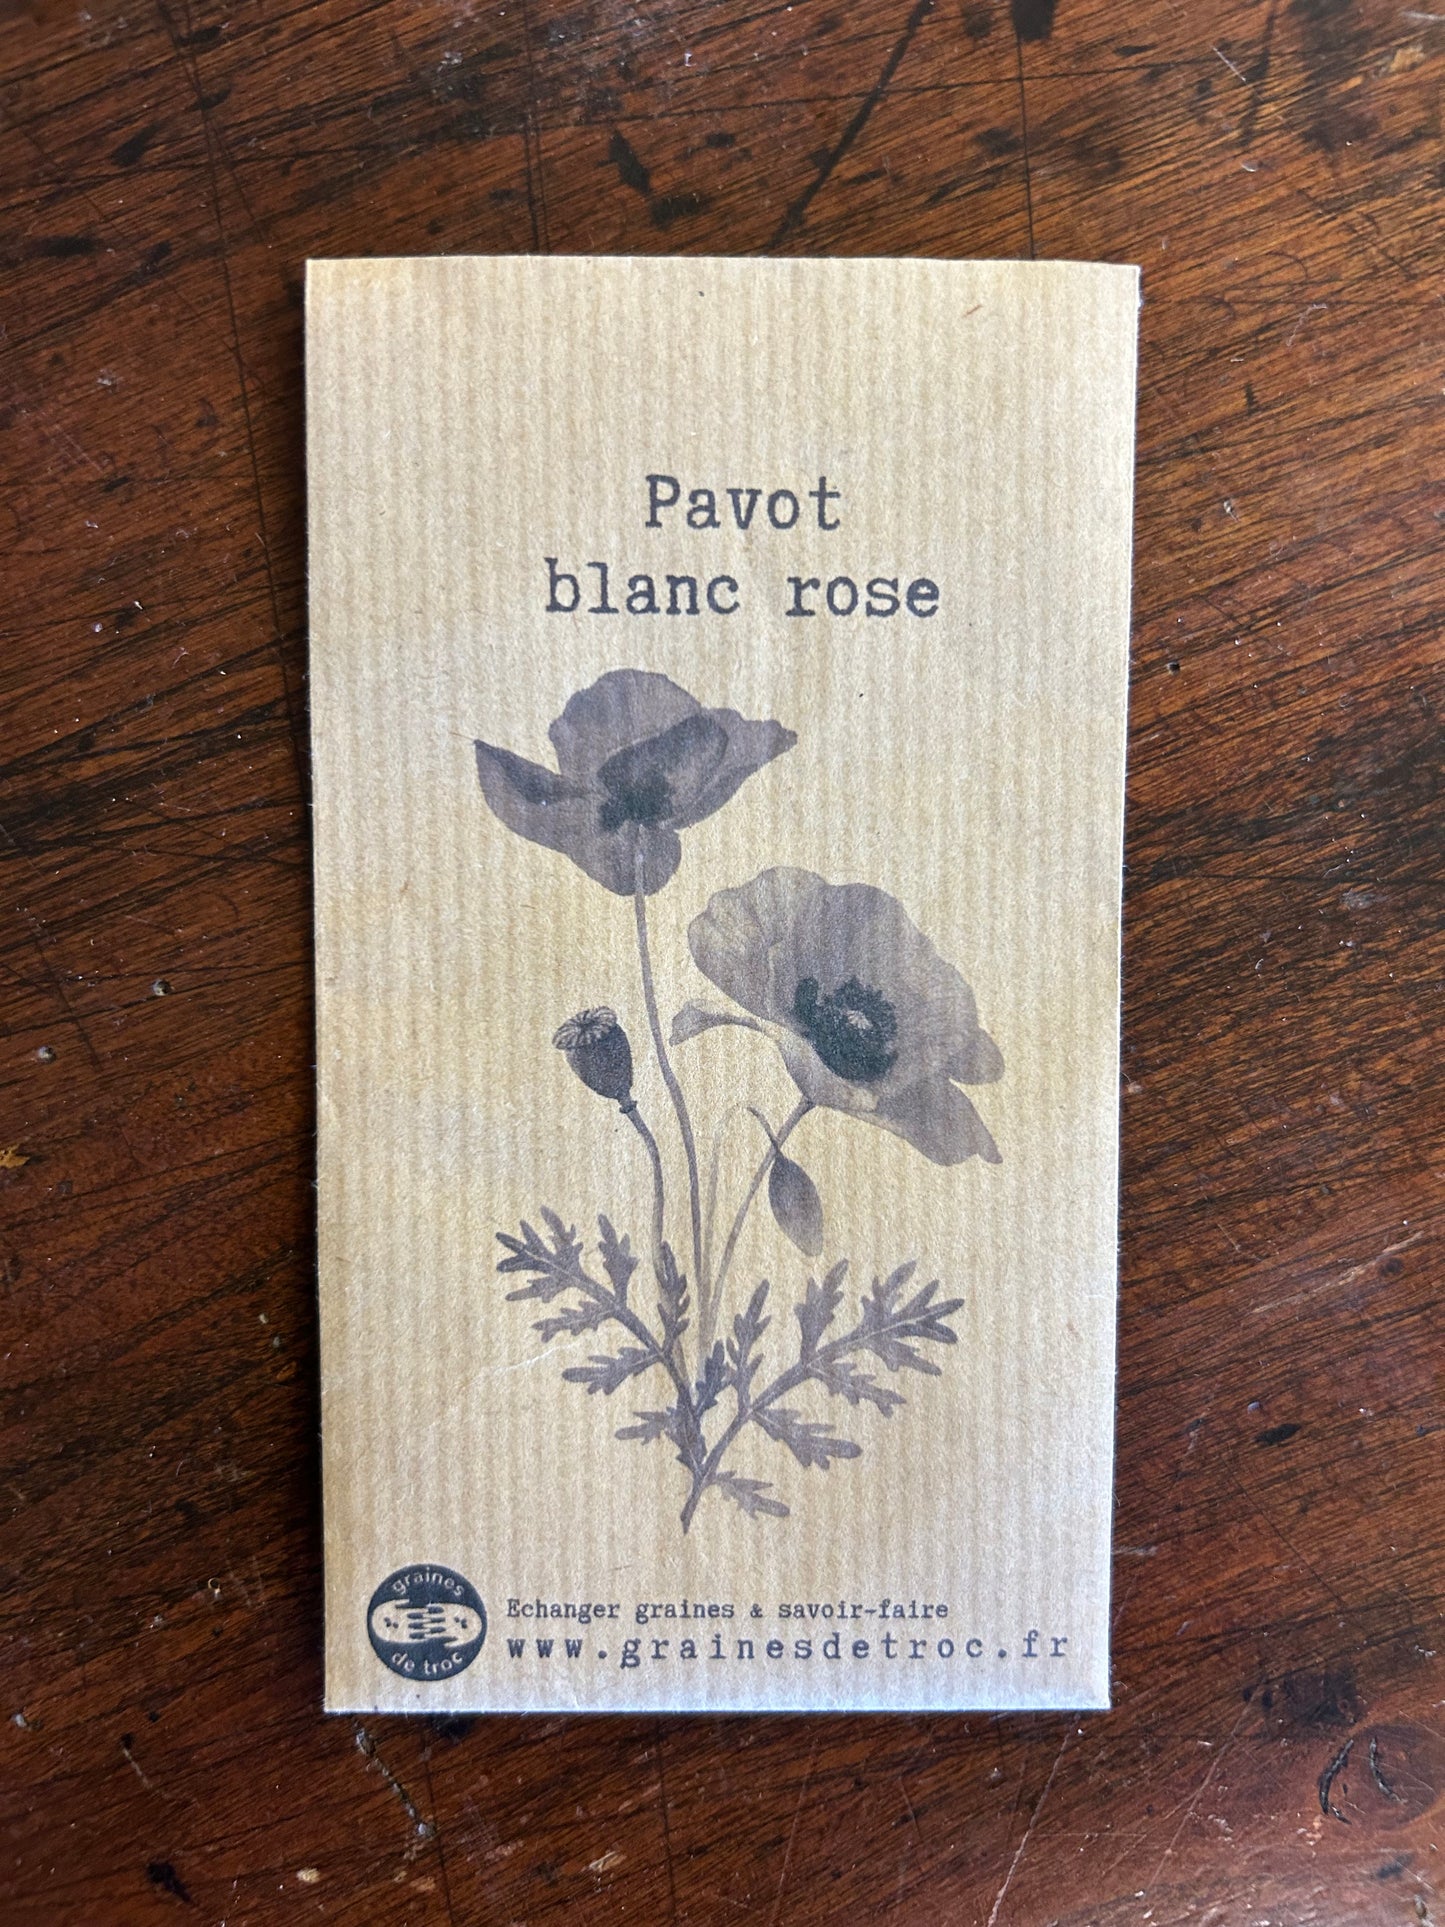 Pavot
blanc rose
graines
de troc
Echanger graines & savoir-faire
www.grainesdetroc.fr